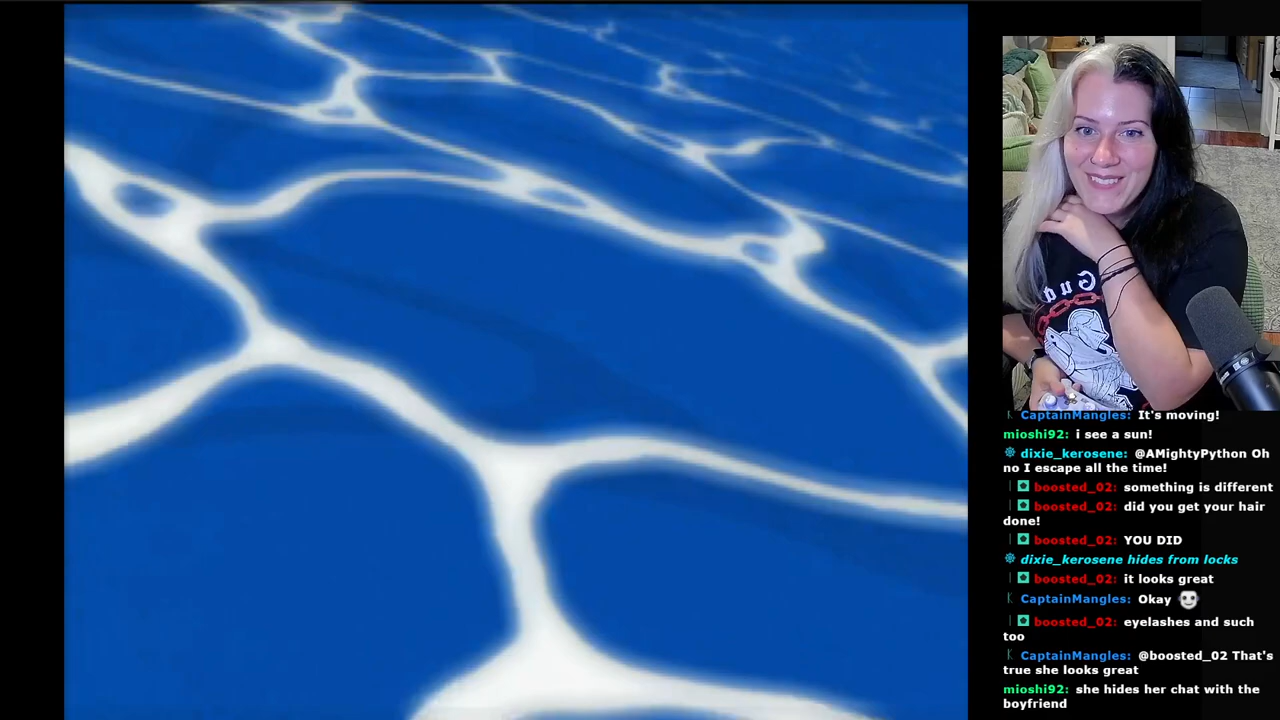 Gud
CaptainMangles: It's moving!
mioshi92: i see a sun!
dixie_kerosene: @AMightyPython Oh
no I escape all the time!
boosted_02: something is different
boosted_02: did you get your hair
done!
boosted_02: YOU DID
dixie_kerosene hides from locks
boosted_02: it looks great
CaptainMangles: Okay
boosted_02: eyelashes and such
too
CaptainMangles: @boosted_02 That's
true she looks great
mioshi92: she hides her chat with the
boyfriend